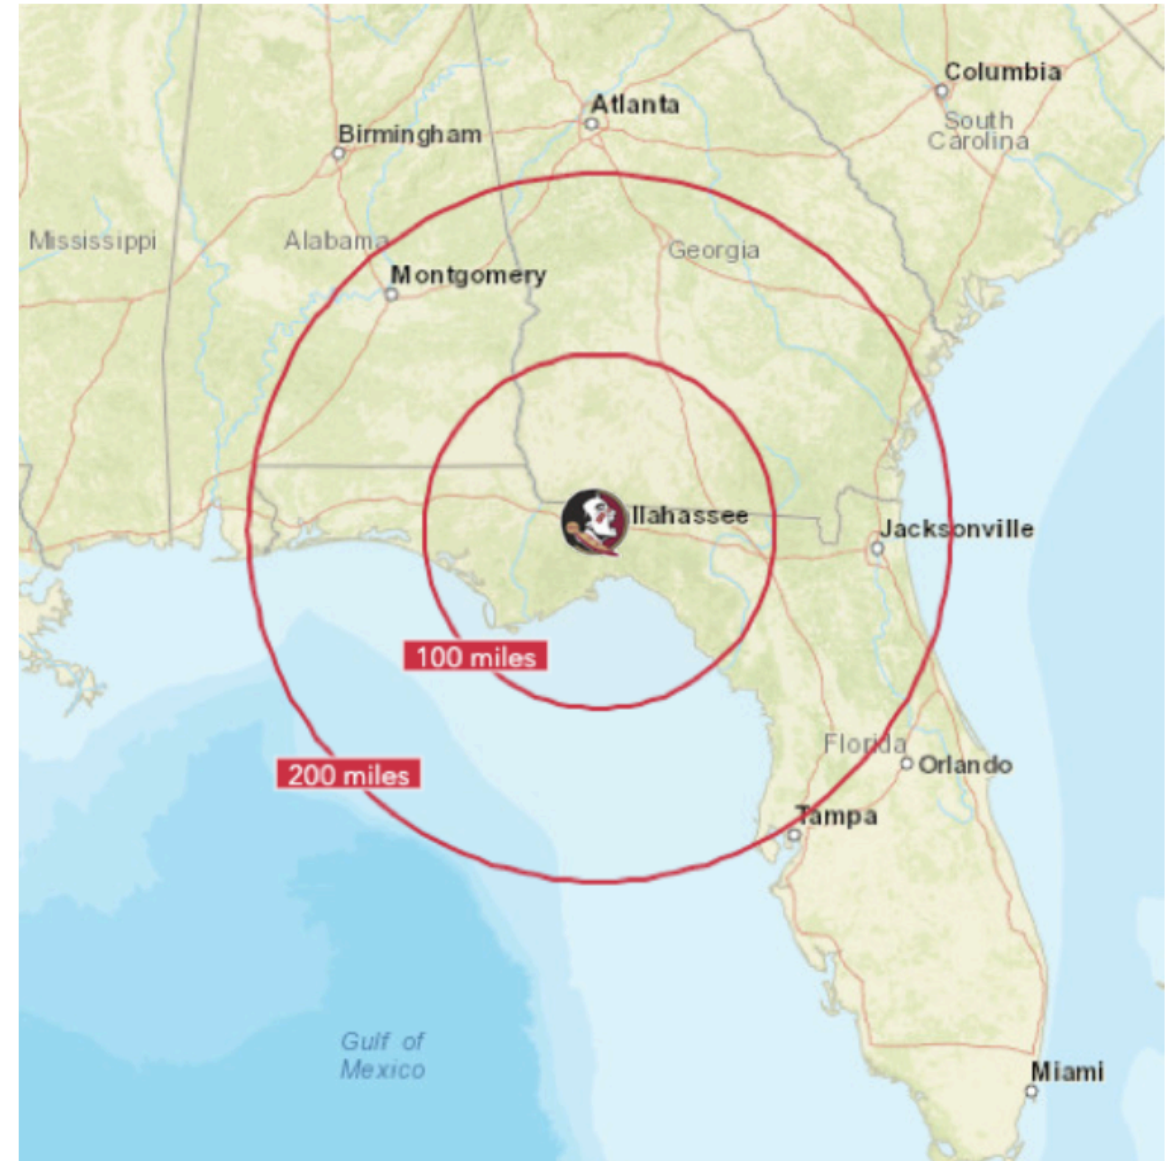 Columbia
Atlanta
South
Carolina
Birmingham
Mississippi
Alabama
Georgia
Montgomery
llahassee
Jacksonville
100 miles
Florida
Orlando
200 miles
Tampa
Gulf of
Mexico
Miami